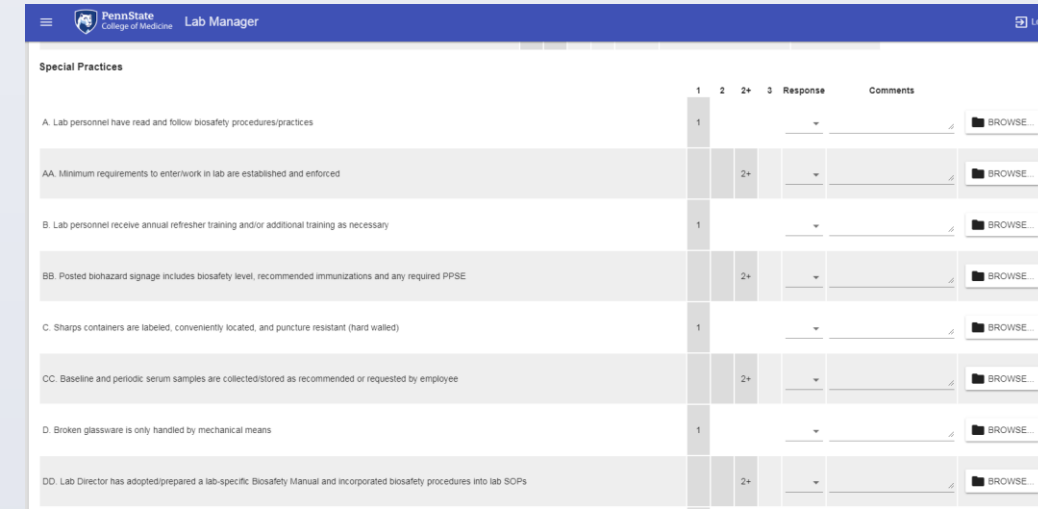 PennState
College of Medicine
Lab Manager
Special Practices
1 2 2+ 3 Response Comments
A. Lab personnel have read and follow biosafety procedures/practices 1 BROWSE...
AA. Minimum requirements to enter/work in lab are established and enforced 2+ BROWSE...
B. Lab personnel receive annual refresher training and/or additional training as necessary 1 BROWSE...
BB. Posted biohazard signage includes biosafety level, recommended immunizations and any required PPSE 2+ BROWSE...
C. Sharps containers are labeled, conveniently located, and puncture resistant (hard walled) 1 BROWSE...
CC. Baseline and periodic serum samples are collected/stored as recommended or requested by employee 2+ BROWSE...
D. Broken glassware is only handled by mechanical means 1 BROWSE...
DD. Lab Director has adopted/prepared a lab-specific Biosafety Manual and incorporated biosafety procedures into lab SOPs 2+ BROWSE...